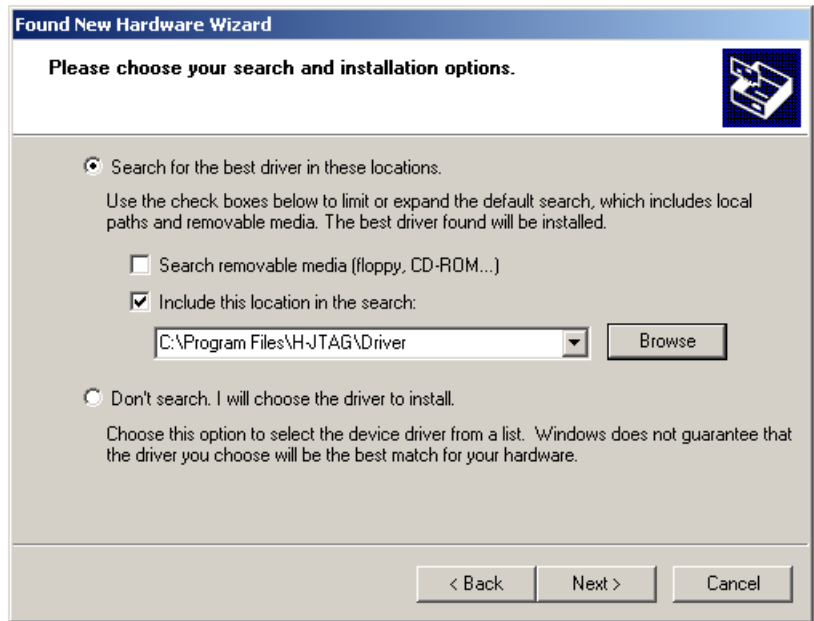 Found New Hardware Wizard
Please choose your search and installation options.
Search for the best driver in these locations.
Use the check boxes below to limit or expand the default search, which includes local
paths and removable media. The best driver found will be installed.
Search removable media (floppy, CD-ROM...)
Include this location in the search:
C:\Program Files\H-JTAG\Driver
Browse
Don't search. I will choose the driver to install.
Choose this option to select the device driver from a list. Windows does not guarantee that
the driver you choose will be the best match for your hardware.
< Back Next > Cancel